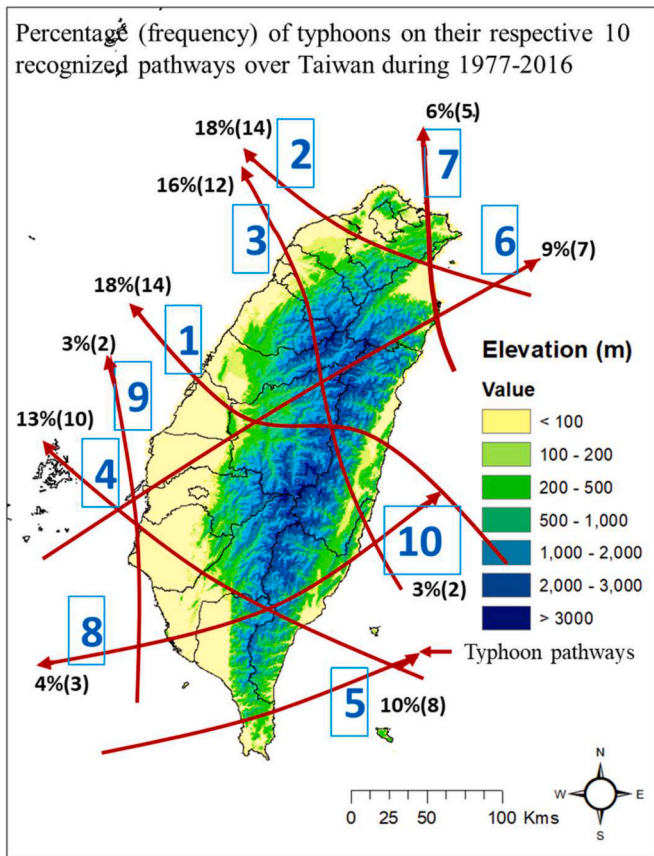 Percentage (frequency) of typhoons on their respective 10
recognized pathways over Taiwan during 1977-2016
6%(5)
18%(14)
2
7
16%(12)
3
6
9%(7)
18%(14)
1
3%(2)
9
13%(10)
4
10
3%(2)
8
4%(3)
5
10%(8)
Elevation (m)
Value
< 100
100 - 200
200 - 500
500 - 1,000
1,000 - 2,000
2,000 - 3,000
> 3000
Typhoon pathways
N
W
E
S
0 25 50 100 Kms